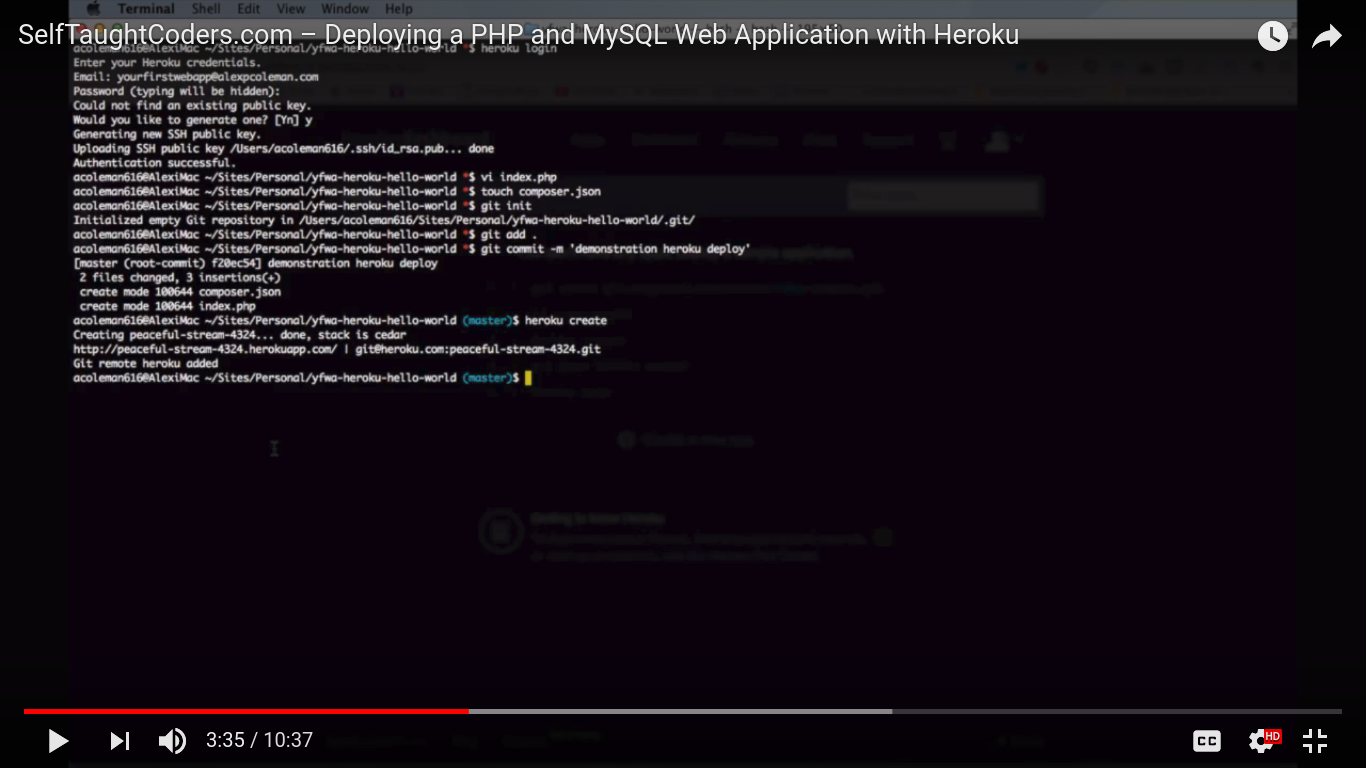 Terminal Shell Edit View Window Help
SelfTaughtCoders.com – Deploying a PHP and MySQL Web Application with Heroku
acoleman616@AlexiMac ~/Sites/Personal/yfwa-heroku-hello-world *$ heroku login
Enter your Heroku credentials.
Email: yourfirstwebapp@alexpcoleman.com
Password (typing will be hidden):
Could not find an existing public key.
Would you like to generate one? [Yn] y
Generating new SSH public key.
Uploading SSH public key /Users/acoleman616/.ssh/id_rsa.pub... done
Authentication successful.
acoleman616@AlexiMac ~/Sites/Personal/yfwa-heroku-hello-world *$ vi index.php
acoleman616@AlexiMac ~/Sites/Personal/yfwa-heroku-hello-world *$ touch composer.json
acoleman616@AlexiMac ~/Sites/Personal/yfwa-heroku-hello-world *$ git init
Initialized empty Git repository in /Users/acoleman616/Sites/Personal/yfwa-heroku-hello-world/.git/
acoleman616@AlexiMac ~/Sites/Personal/yfwa-heroku-hello-world *$ git add .
acoleman616@AlexiMac ~/Sites/Personal/yfwa-heroku-hello-world *$ git commit -m 'demonstration heroku deploy'
[master (root-commit) f20ec54] demonstration heroku deploy
2 files changed, 3 insertions(+)
create mode 100644 composer.json
create mode 100644 index.php
acoleman616@AlexiMac ~/Sites/Personal/yfwa-heroku-hello-world (master)$ heroku create
Creating peaceful-stream-4324... done, stack is cedar
http://peaceful-stream-4324.herokuapp.com/ | git@heroku.com:peaceful-stream-4324.git
Git remote heroku added
acoleman616@AlexiMac ~/Sites/Personal/yfwa-heroku-hello-world (master)$
3:35 / 10:37
CC
HD